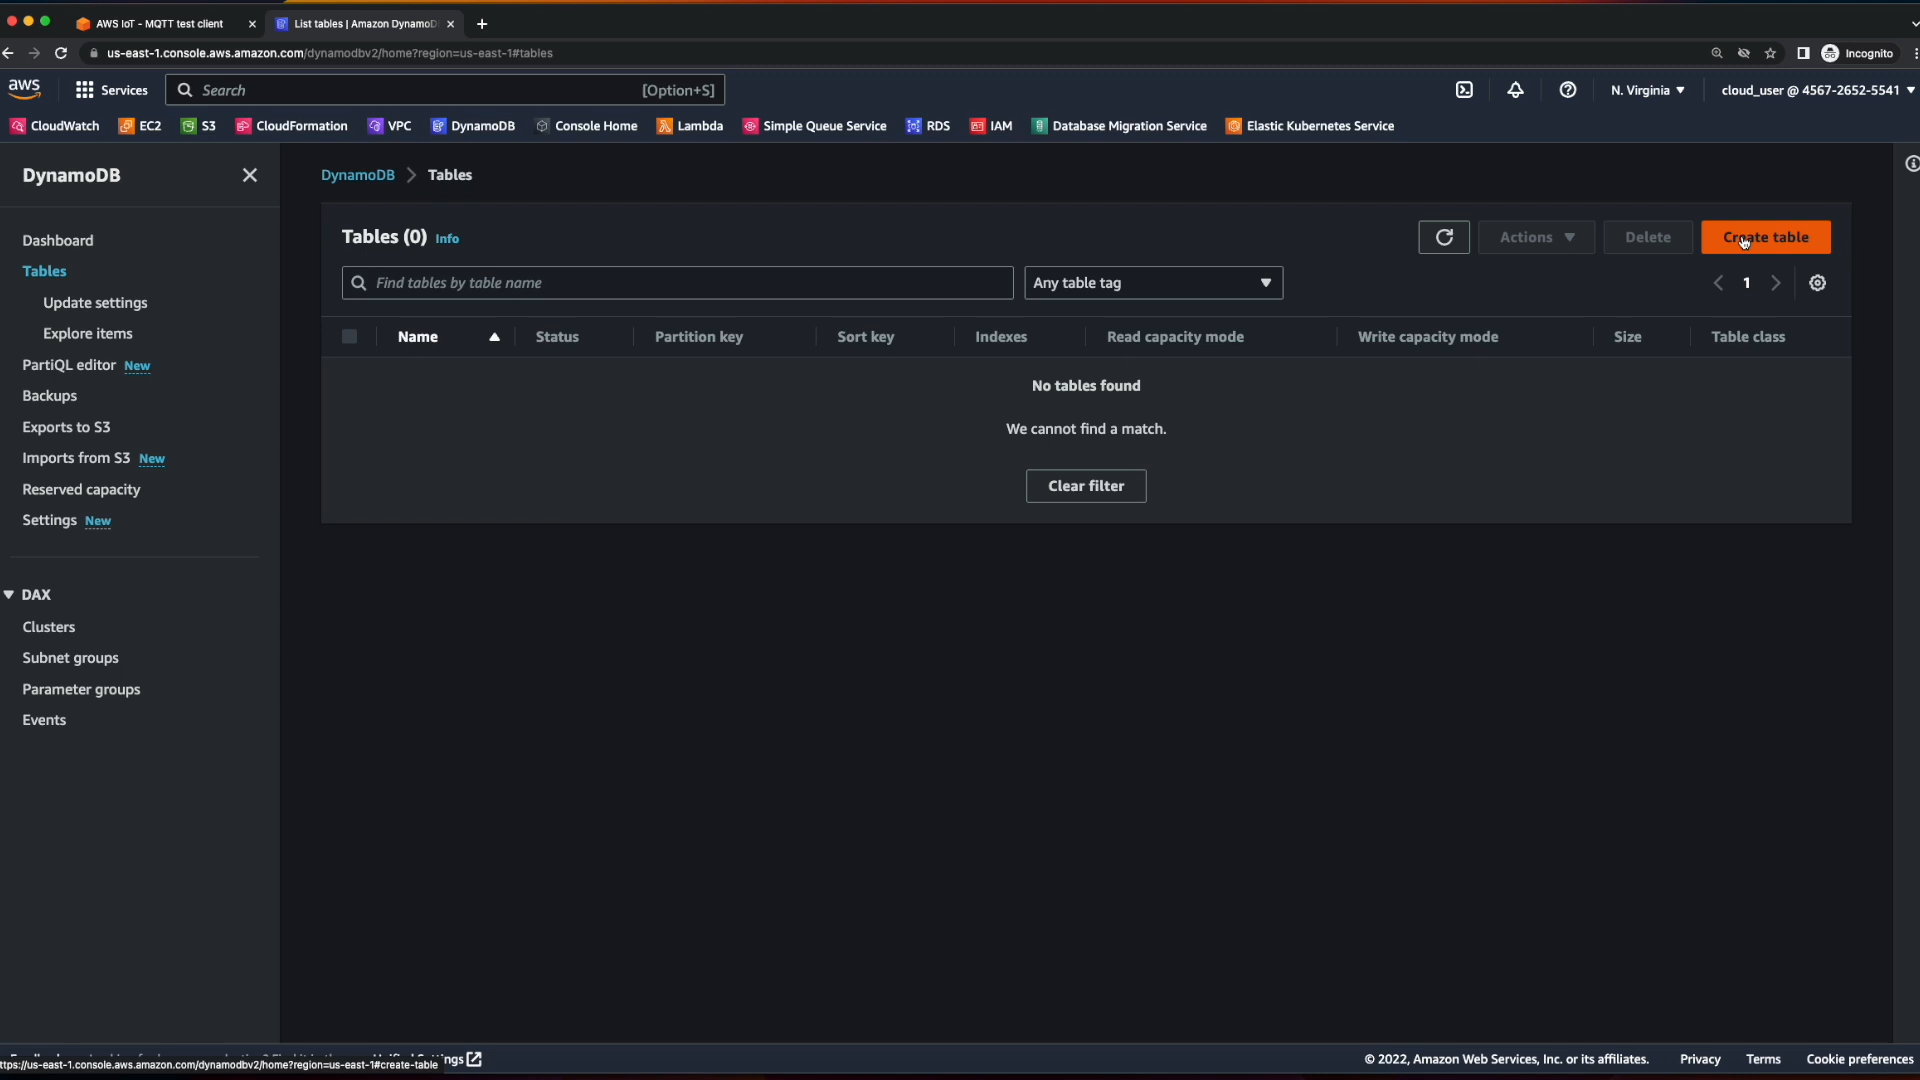 AWS IoT - MQTT test client
List tables | Amazon DynamoD
us-east-1.console.aws.amazon.com/dynamodbv2/home?region=us-east-1#tables
Incognito
aws
Services
Search
[Option+S]
N. Virginia
cloud_user @ 4567-2652-5541
CloudWatch
EC2
S3
CloudFormation
VPC
DynamoDB
Console Home
Lambda
Simple Queue Service
RDS
IAM
Database Migration Service
Elastic Kubernetes Service
DynamoDB
Dashboard
Tables
Update settings
Explore items
PartiQL editor New
Backups
Exports to S3
Imports from S3 New
Reserved capacity
Settings New
DAX
Clusters
Subnet groups
Parameter groups
Events
DynamoDB
Tables
Tables (0) Info
Actions
Delete
Create table
Find tables by table name
Any table tag
1
Name
Status
Partition key
Sort key
Indexes
Read capacity mode
Write capacity mode
Size
Table class
No tables found
We cannot find a match.
Clear filter
ttps://us-east-1.console.aws.amazon.com/dynamodbv2/home?region=us-east-1#create-table
© 2022, Amazon Web Services, Inc. or its affiliates.
Privacy
Terms
Cookie preferences